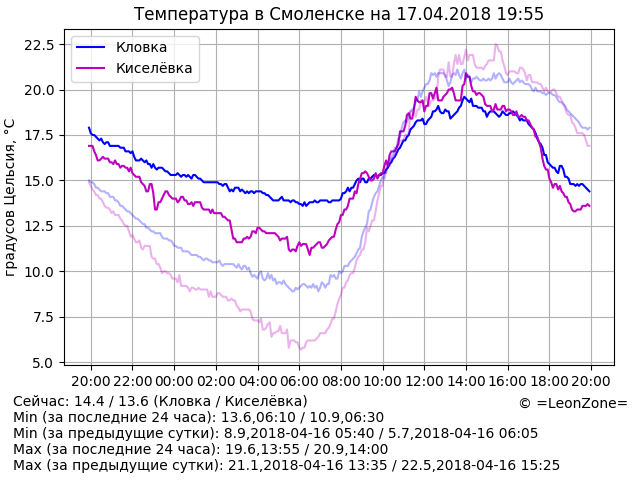 Температура в Смоленске на 17.04.2018 19:55
Кловка
Киселёвка
градусов Цельсия, °C
22.5
20.0
17.5
15.0
12.5
10.0
7.5
5.0
20:00 22:00 00:00 02:00 04:00 06:00 08:00 10:00 12:00 14:00 16:00 18:00 20:00
Сейчас: 14.4 / 13.6 (Кловка / Киселёвка)
© =LeonZone=
Min (за последние 24 часа): 13.6,06:10 / 10.9,06:30
Min (за предыдущие сутки): 8.9,2018-04-16 05:40 / 5.7,2018-04-16 06:05
Max (за последние 24 часа): 19.6,13:55 / 20.9,14:00
Max (за предыдущие сутки): 21.1,2018-04-16 13:35 / 22.5,2018-04-16 15:25